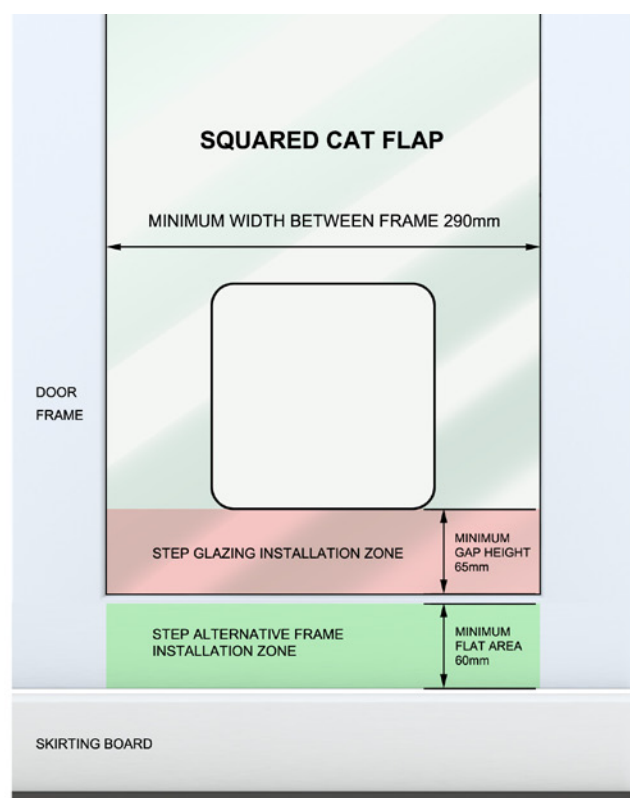 SQUARED CAT FLAP
MINIMUM WIDTH BETWEEN FRAME 290mm
DOOR
FRAME
STEP GLAZING INSTALLATION ZONE
MINIMUM
GAP HEIGHT
65mm
STEP ALTERNATIVE FRAME
INSTALLATION ZONE
MINIMUM
FLAT AREA
60mm
SKIRTING BOARD